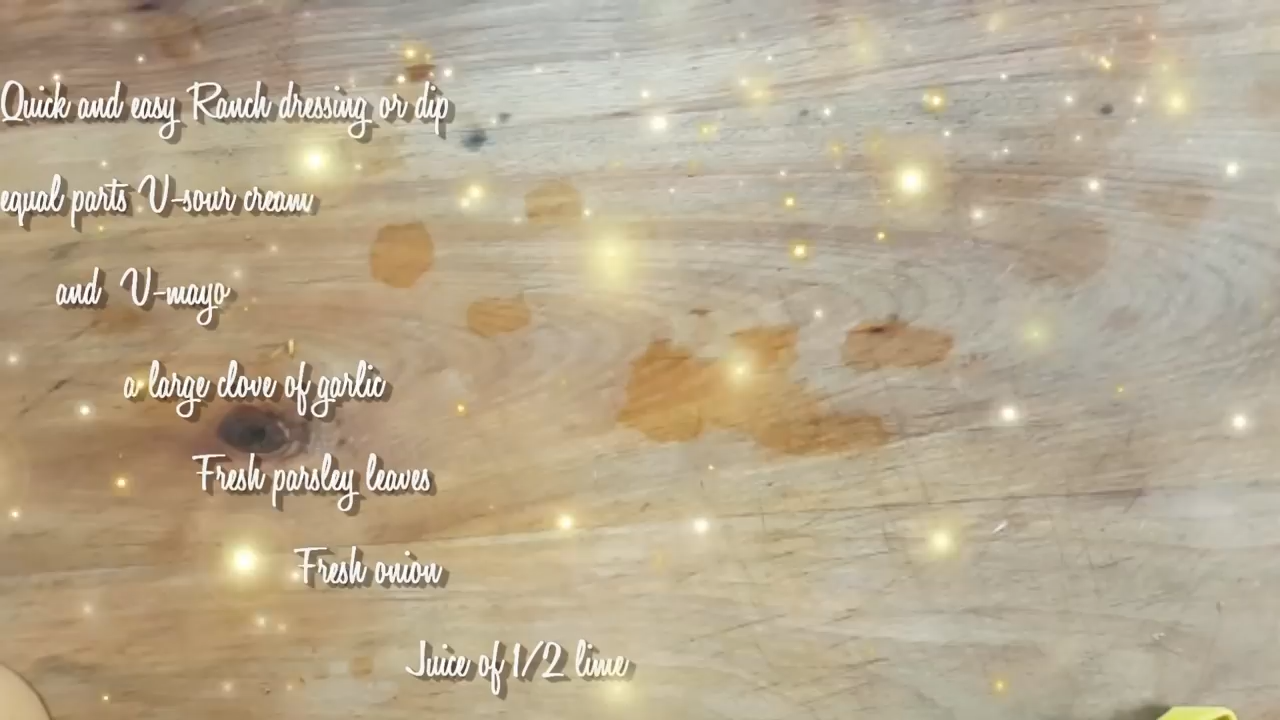 Quick and easy Ranch dressing or dip
equal parts V-sour cream
and V-mayo
a large clove of garlic
Fresh parsley leaves
Fresh onion
Juice of 1/2 lime